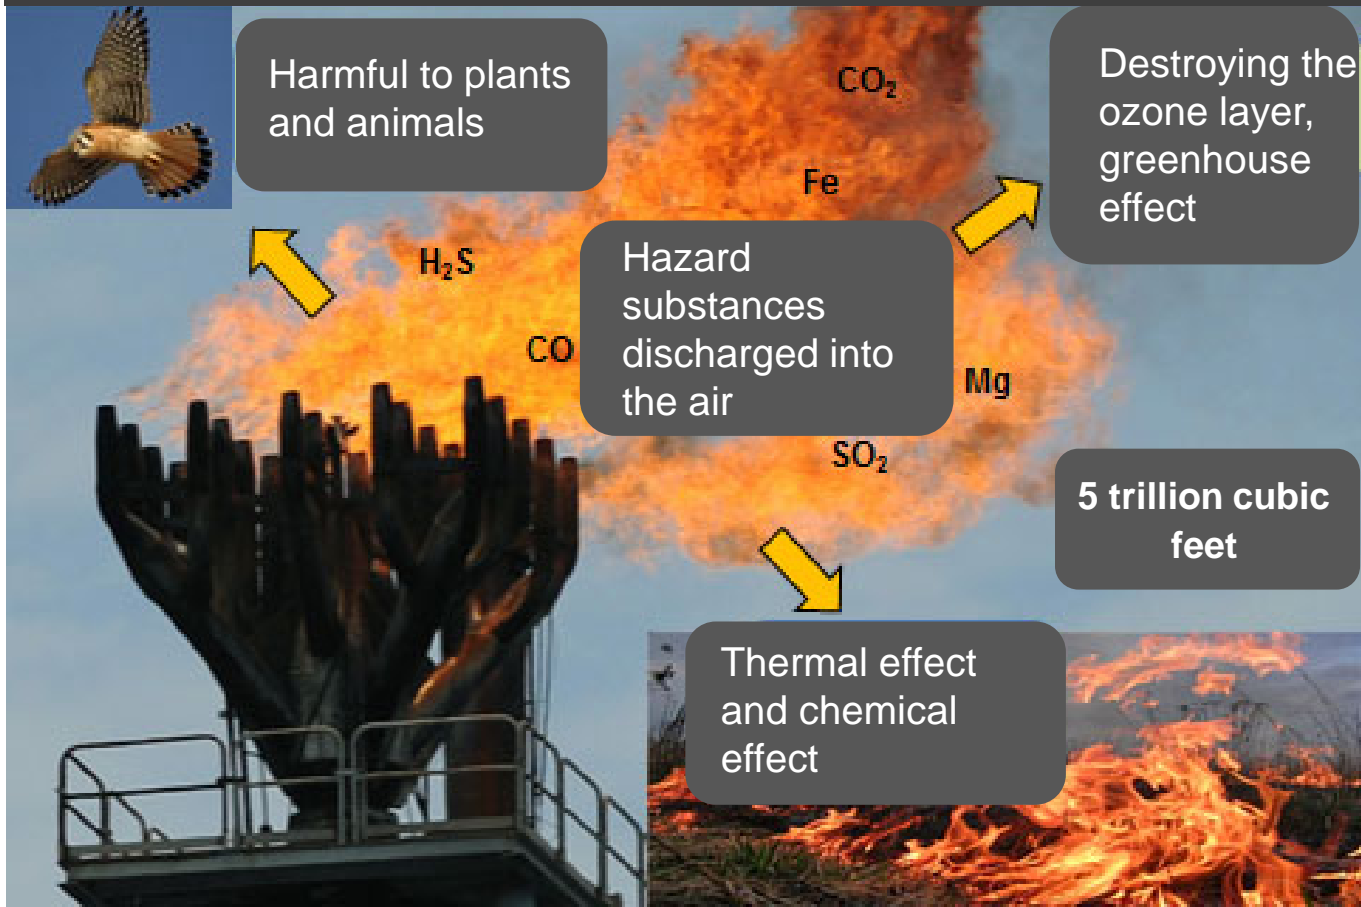 Harmful to plants
and animals
CO₂
Destroying the
ozone layer,
greenhouse
effect
Fe
H₂S
Hazard
substances
discharged into
the air
CO
Mg
SO₂
5 trillion cubic
feet
Thermal effect
and chemical
effect